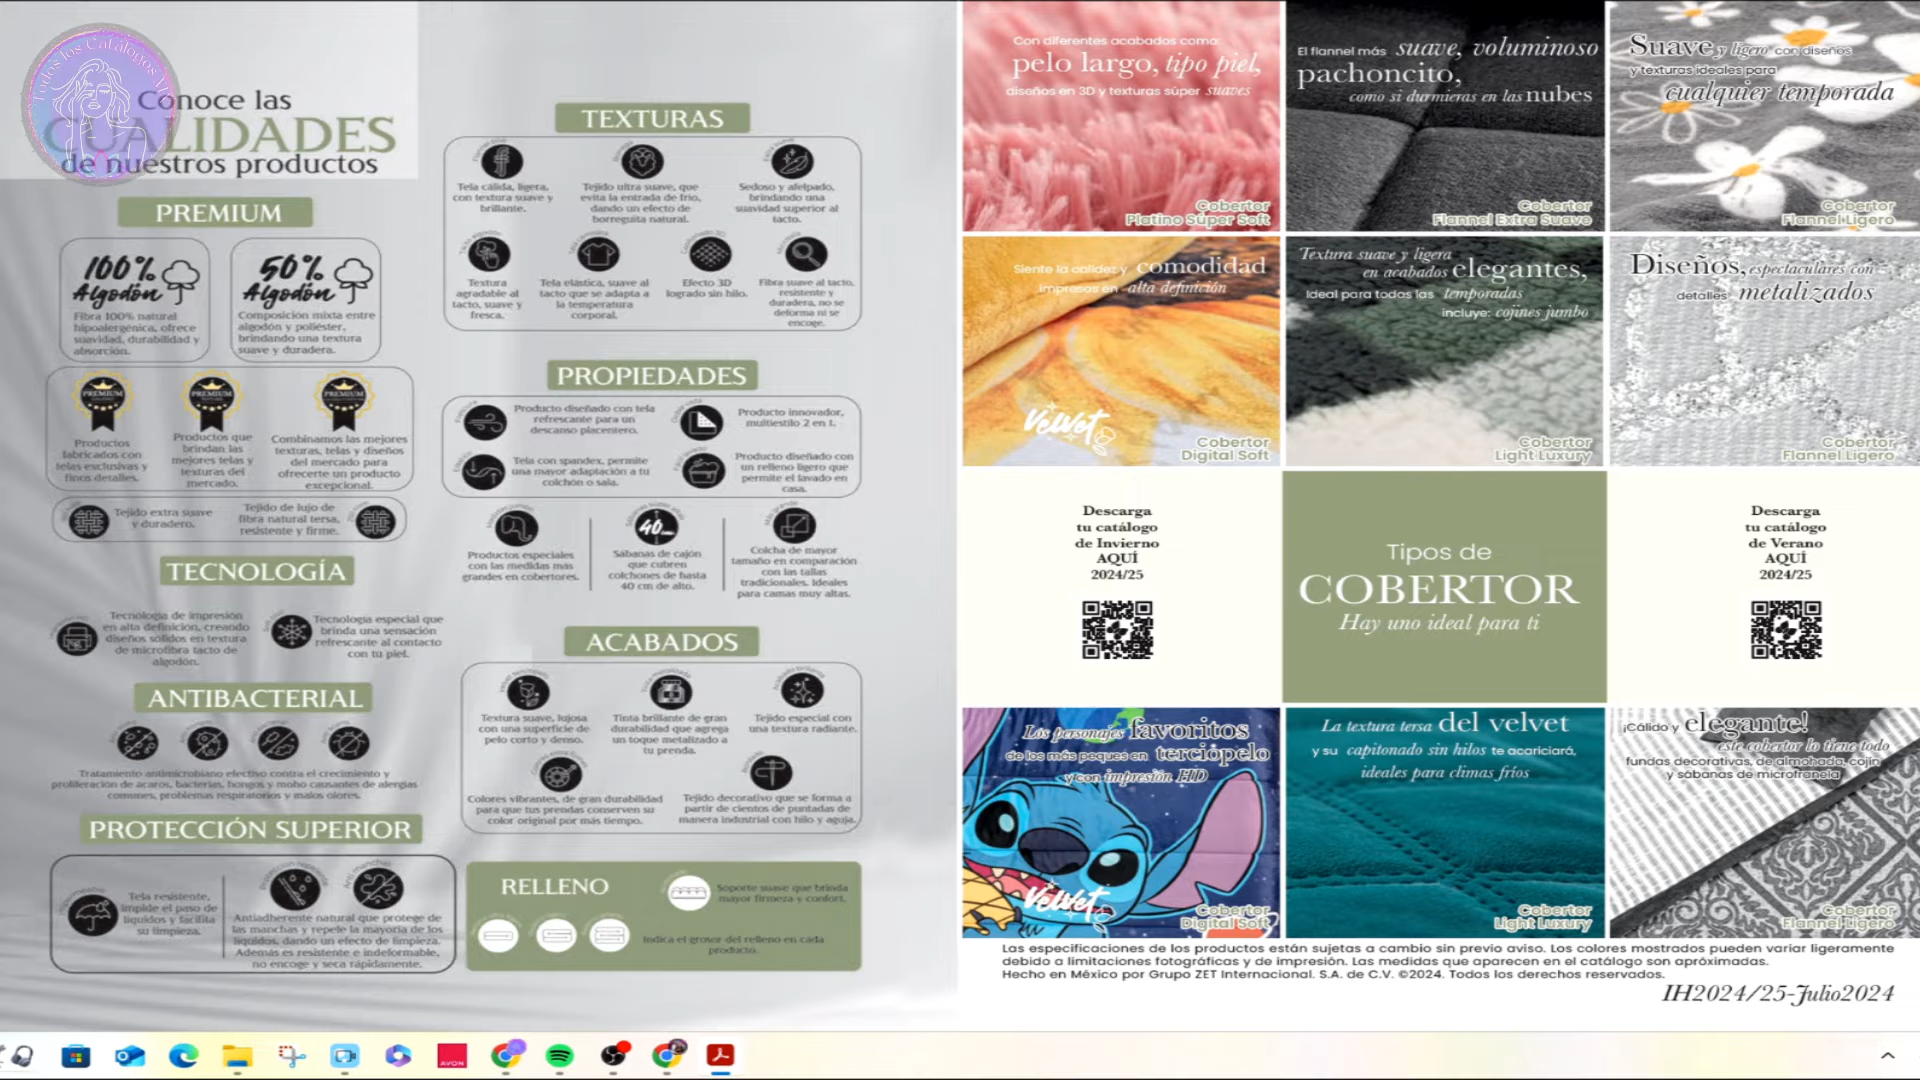 Todos los Catálogos
Conoce las
CUALIDADES
de nuestros productos
PREMIUM
100%
Algodón
Fibra 100% natural
hipoalergénica, ofrece
suavidad, durabilidad y
absorción.
50%
Algodón
Composición mixta entre
algodón y poliéster,
brindando una textura
suave y duradera.
PREMIUM
Productos
fabricados con
telas exclusivas y
finos detalles.
PREMIUM
Productos que
brindan las
mejores telas y
texturas del
mercado.
PREMIUM
Combinamos las mejores
texturas, telas y diseños
del mercado para
ofrecerte un producto
excepcional.
Tejido extra suave
y duradero.
Tejido de lujo de
fibra natural tersa,
resistente y firme.
TECNOLOGÍA
Tecnología de impresión
en alta definición, creando
diseños sólidos en textura
de microfibra tacto de
algodón.
Tecnología especial que
brinda una sensación
refrescante al contacto
con tu piel.
ANTIBACTERIAL
Tratamiento antimicrobiano efectivo contra el crecimiento y
proliferación de ácaros, bacterias, hongos y moho causantes de alergias
comunes, problemas respiratorios y malos olores.
PROTECCIÓN SUPERIOR
Tela resistente,
impide el paso de
líquidos y facilita
su limpieza.
Antiadherente natural que protege de
las manchas y repele la mayoría de los
líquidos, dando un efecto de limpieza.
Además es resistente e indeformable,
no encoge y seca rápidamente.
TEXTURAS
Tela cálida, ligera,
con textura suave y
brillante.
Tejido ultra suave, que
evita la entrada de frío,
dando un efecto de
borreguita natural.
Sedoso y afelpado,
brindando una
suavidad superior al
tacto.
Textura
agradable al
tacto, suave y
fresca.
Tela elástica, suave al
tacto que se adapta a
la temperatura
corporal.
Efecto 3D
logrado sin hilo.
Fibra suave al tacto,
resistente y
duradera, no se
deforma ni se
encoge.
PROPIEDADES
Producto diseñado con tela
refrescante para un
descanso placentero.
Producto innovador,
multiestilo 2 en 1.
Tela con spandex, permite
una mayor adaptación a tu
colchón o sala.
Producto diseñado con
un relleno ligero que
permite el lavado en
casa.
Productos especiales
con las medidas más
grandes en cobertores.
40
Sábanas de cajón
que cubren
colchones de hasta
40 cm de alto.
Colcha de mayor
tamaño en comparación
con las tallas
tradicionales. Ideales
para camas muy altas.
ACABADOS
Textura suave, lujosa
con una superficie de
pelo corto y denso.
Tinta brillante de gran
durabilidad que agrega
un toque metalizado a
tu prenda.
Tejido especial con
una textura radiante.
Colores vibrantes, de gran durabilidad
para que tus prendas conserven su
color original por más tiempo.
Tejido decorativo que se forma a
partir de cientos de puntadas de
manera industrial con hilo y aguja.
RELLENO
Soporte suave que brinda
mayor firmeza y confort.
Indica el grosor del relleno en cada
producto.
Con diferentes acabados como:
pelo largo, tipo piel,
diseños en 3D y texturas súper suaves
Cobertor
Platino Súper Soft
El flannel más suave, voluminoso
pachoncito,
como si durmieras en las nubes
Cobertor
Flannel Extra Suave
Suave y ligero con diseños
y texturas ideales para
cualquier temporada
Cobertor
Flannel Ligero
Siente la calidez y comodidad
impresos en alta definición
Velvet
Cobertor
Digital Soft
Textura suave y ligera
en acabados elegantes,
Ideal para todas las temporadas
incluye: cojines jumbo
Cobertor
Light Luxury
Diseños, espectaculares con
detalles metalizados
Cobertor
Flannel Ligero
Descarga
tu catálogo
de Invierno
AQUÍ
2024/25
Tipos de
COBERTOR
Hay uno ideal para ti
Descarga
tu catálogo
de Verano
AQUÍ
2024/25
Los personajes favoritos
de los más peques en terciópelo
y con impresión HD
Velvet
Cobertor
Digital Soft
La textura tersa del velvet
y su capitonado sin hilos te acariciará,
ideales para climas fríos
Cobertor
Light Luxury
¡Cálido y elegante!
este cobertor lo tiene todo
fundas decorativas, de almohada, cojín
y sábanas de microfranela
Cobertor
Flannel Ligero
Las especificaciones de los productos están sujetas a cambio sin previo aviso. Los colores mostrados pueden variar ligeramente
debido a limitaciones fotográficas y de impresión. Las medidas que aparecen en el catálogo son apróximadas.
Hecho en México por Grupo ZET Internacional. S.A. de C.V. ©2024. Todos los derechos reservados.
IH2024/25-Julio2024
AVON